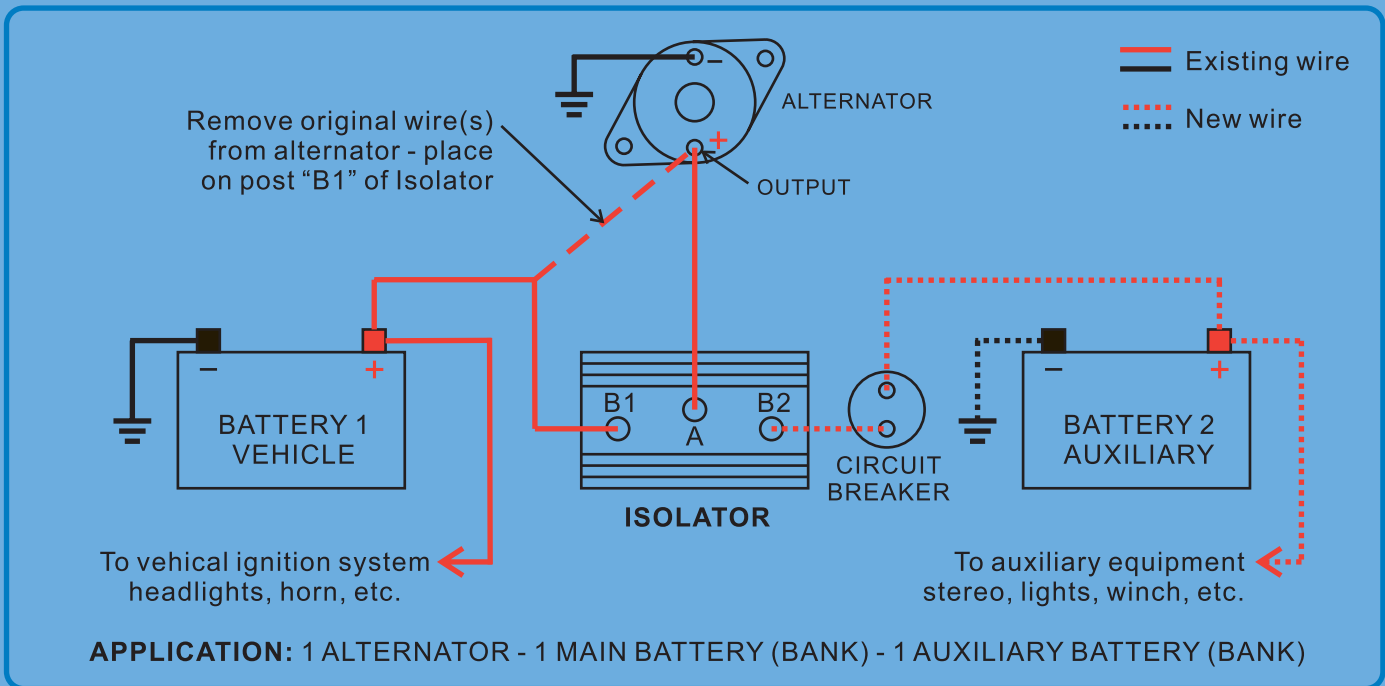 ALTERNATOR
Existing wire
New wire
Remove original wire(s)
from alternator - place
on post “B1” of Isolator
−
+
OUTPUT
−
+
BATTERY 1
VEHICLE
B1
A
B2
ISOLATOR
CIRCUIT
BREAKER
−
+
BATTERY 2
AUXILIARY
To vehical ignition system
headlights, horn, etc.
To auxiliary equipment
stereo, lights, winch, etc.
APPLICATION: 1 ALTERNATOR - 1 MAIN BATTERY (BANK) - 1 AUXILIARY BATTERY (BANK)